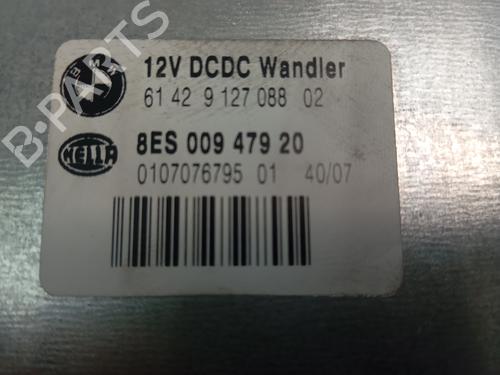 B-PARTS
BMW
12V DCDC Wandler
61 42 9 127 088 02
HELLA
8ES 009 479 20
0107076795 01 40/07